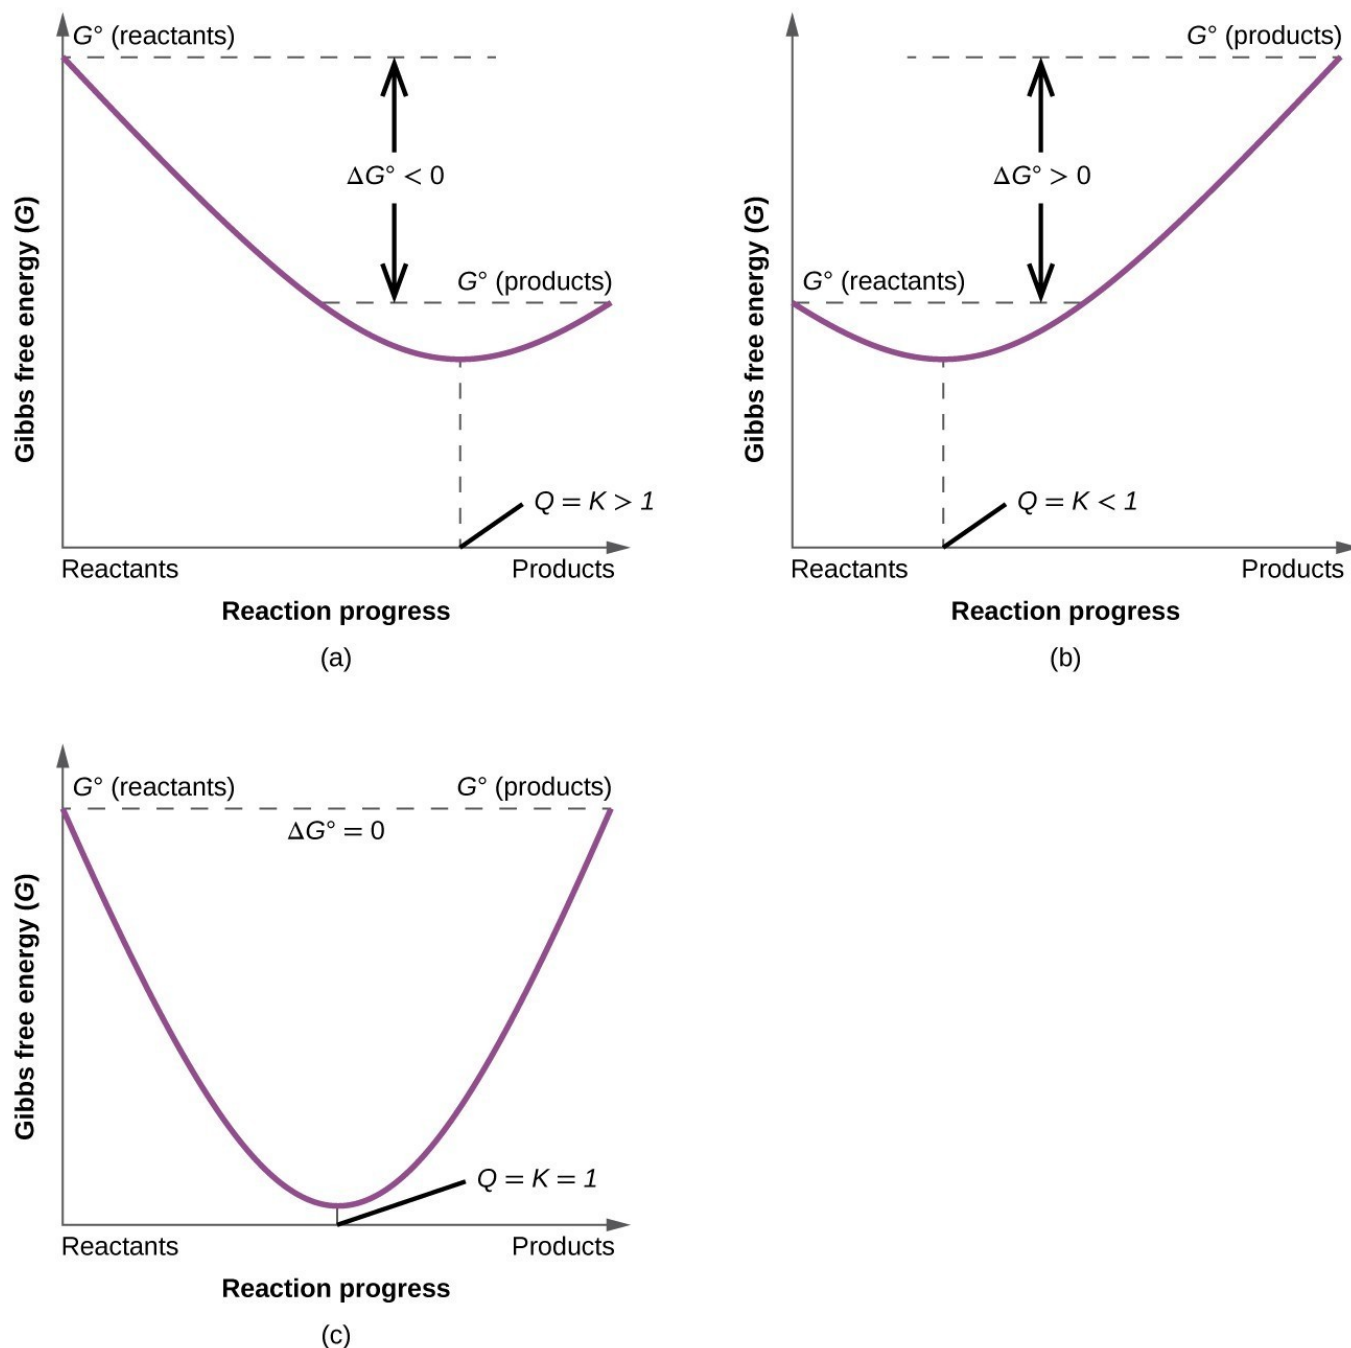 G° (reactants)
ΔG° < 0
G° (products)
Gibbs free energy (G)
Q = K > 1
Reactants
Products
Reaction progress
(a)
G° (products)
ΔG° > 0
G° (reactants)
Gibbs free energy (G)
Q = K < 1
Reactants
Products
Reaction progress
(b)
G° (reactants)
G° (products)
ΔG° = 0
Gibbs free energy (G)
Q = K = 1
Reactants
Products
Reaction progress
(c)